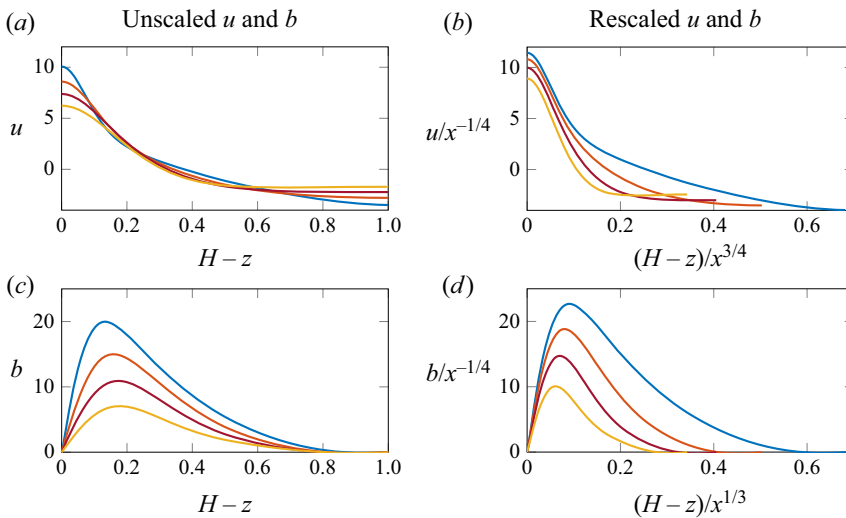 (a) Unscaled u and b
(b) Rescaled u and b
10
5
0
u
0 0.2 0.4 0.6 0.8 1.0
H – z
10
5
0
u/x^{–1/4}
0 0.2 0.4 0.6
(H – z)/x^{3/4}
(c)
20
10
0
b
0 0.2 0.4 0.6 0.8 1.0
H – z
(d)
20
10
0
b/x^{–1/4}
0 0.2 0.4 0.6
(H – z)/x^{1/3}